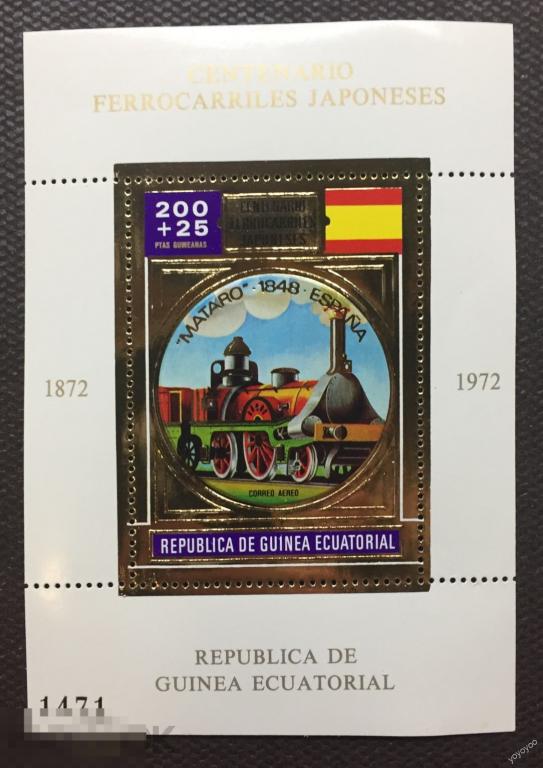 CENTENARIO
FERROCARRILES JAPONESES
200
+25
PTAS GUINEANAS
CENTENARIO
FERROCARRILES
JAPONESES
"MATARO" - 1848 - ESPAÑA
1872
1972
CORREO AEREO
REPUBLICA DE GUINEA ECUATORIAL
REPUBLICA DE
GUINEA ECUATORIAL
1471
yoyoyoo